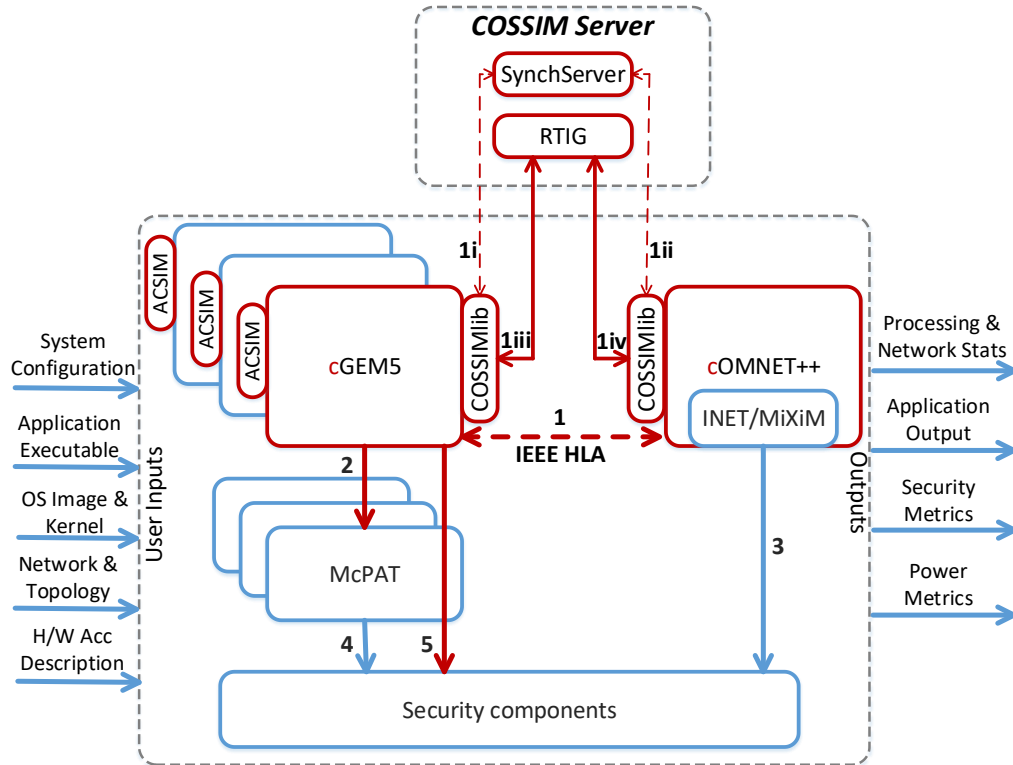 COSSIM Server
SynchServer
RTIG
1i
1ii
ACSIM
ACSIM
ACSIM
cGEM5
COSSIMlib
1iii
1iv
COSSIMlib
cOMNET++
INET/MiXiM
1
IEEE HLA
System
Configuration
Application
Executable
OS Image &
Kernel
Network &
Topology
H/W Acc
Description
User Inputs
2
McPAT
3
4
5
Security components
Outputs
Processing &
Network Stats
Application
Output
Security
Metrics
Power
Metrics